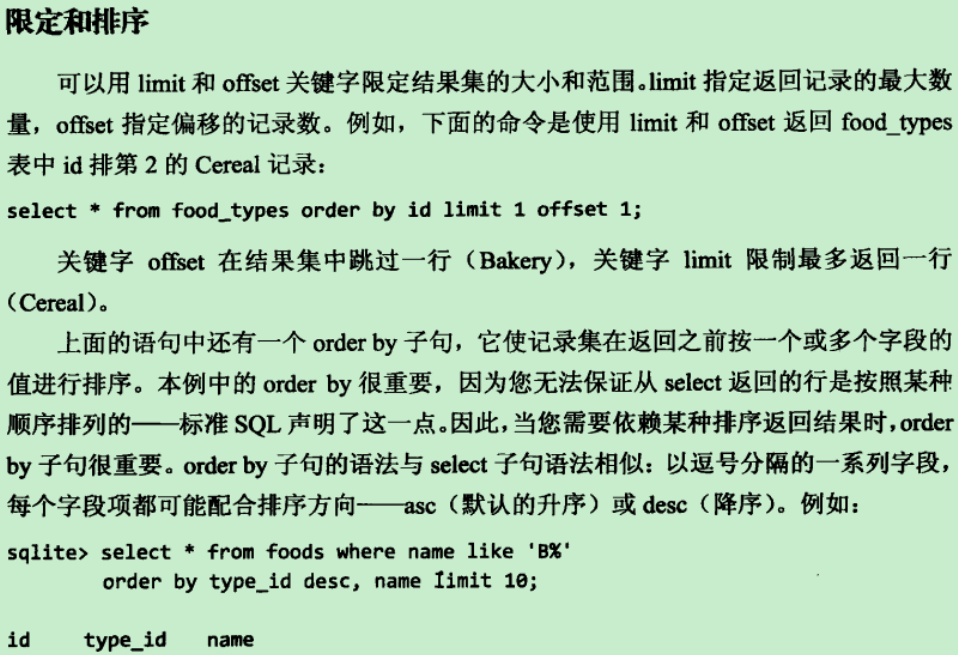 限定和排序
可以用 limit 和 offset 关键字限定结果集的大小和范围。limit 指定返回记录的最大数
量，offset 指定偏移的记录数。例如，下面的命令是使用 limit 和 offset 返回 food_types
表中 id 排第 2 的 Cereal 记录：
select * from food_types order by id limit 1 offset 1;
关键字 offset 在结果集中跳过一行（Bakery），关键字 limit 限制最多返回一行
（Cereal）。
上面的语句中还有一个 order by 子句，它使记录集在返回之前按一个或多个字段的
值进行排序。本例中的 order by 很重要，因为您无法保证从 select 返回的行是按照某种
顺序排列的——标准 SQL 声明了这一点。因此，当您需要依赖某种排序返回结果时，order
by 子句很重要。order by 子句的语法与 select 子句语法相似：以逗号分隔的一系列字段，
每个字段项都可能配合排序方向——asc（默认的升序）或 desc（降序）。例如：
sqlite> select * from foods where name like 'B%'
order by type_id desc, name limit 10;
id type_id name